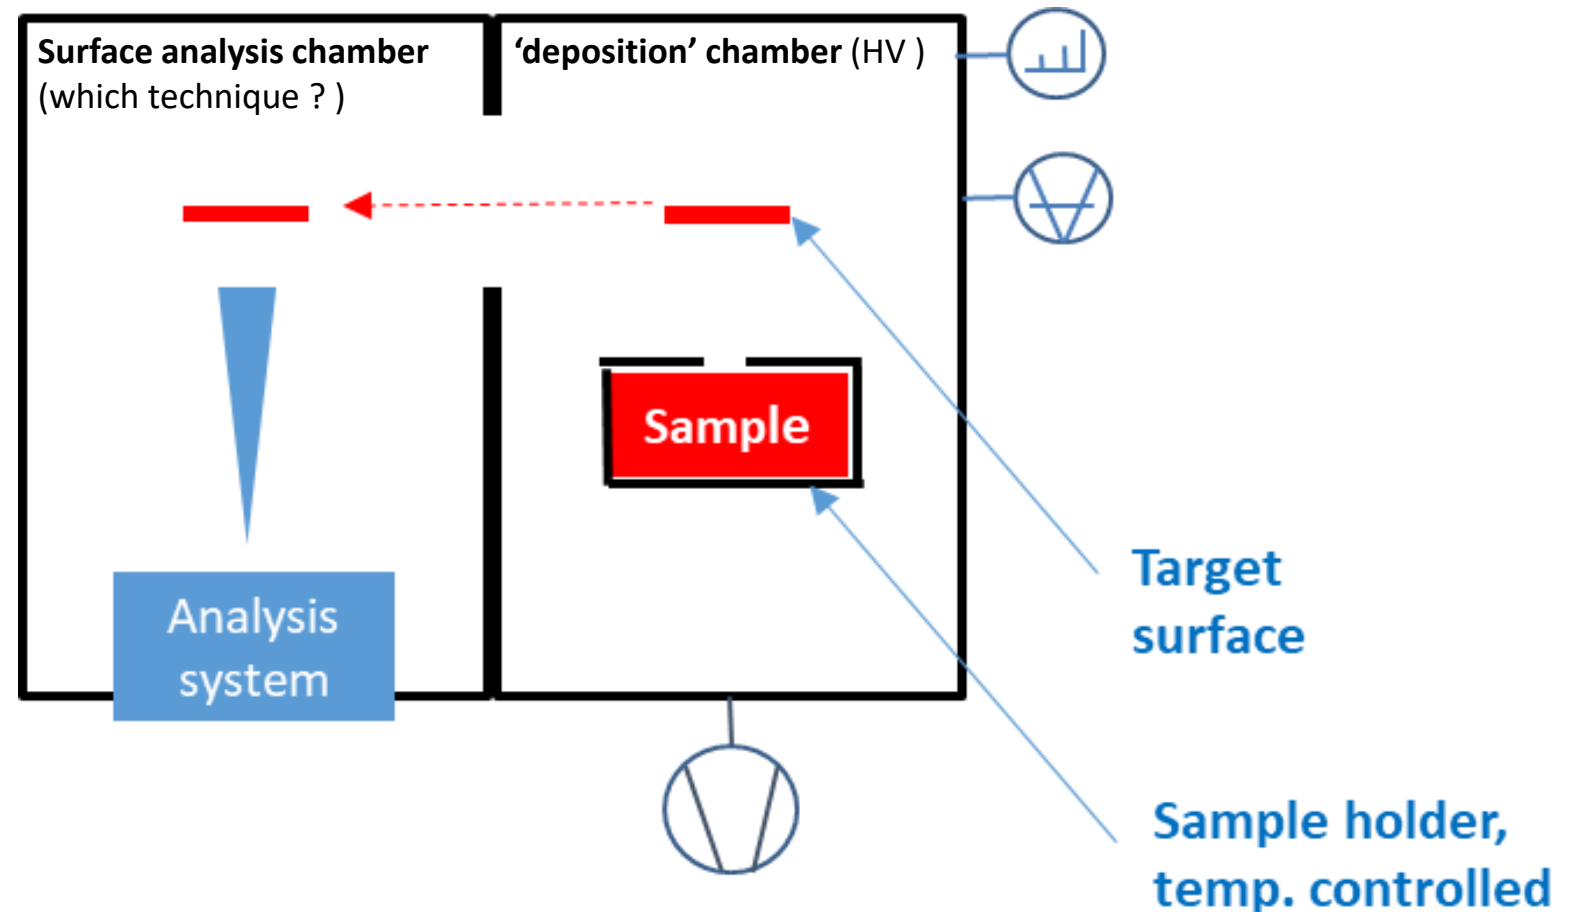 Surface analysis chamber
(which technique ? )
‘deposition’ chamber (HV )
Sample
Analysis
system
Target
surface
Sample holder,
temp. controlled